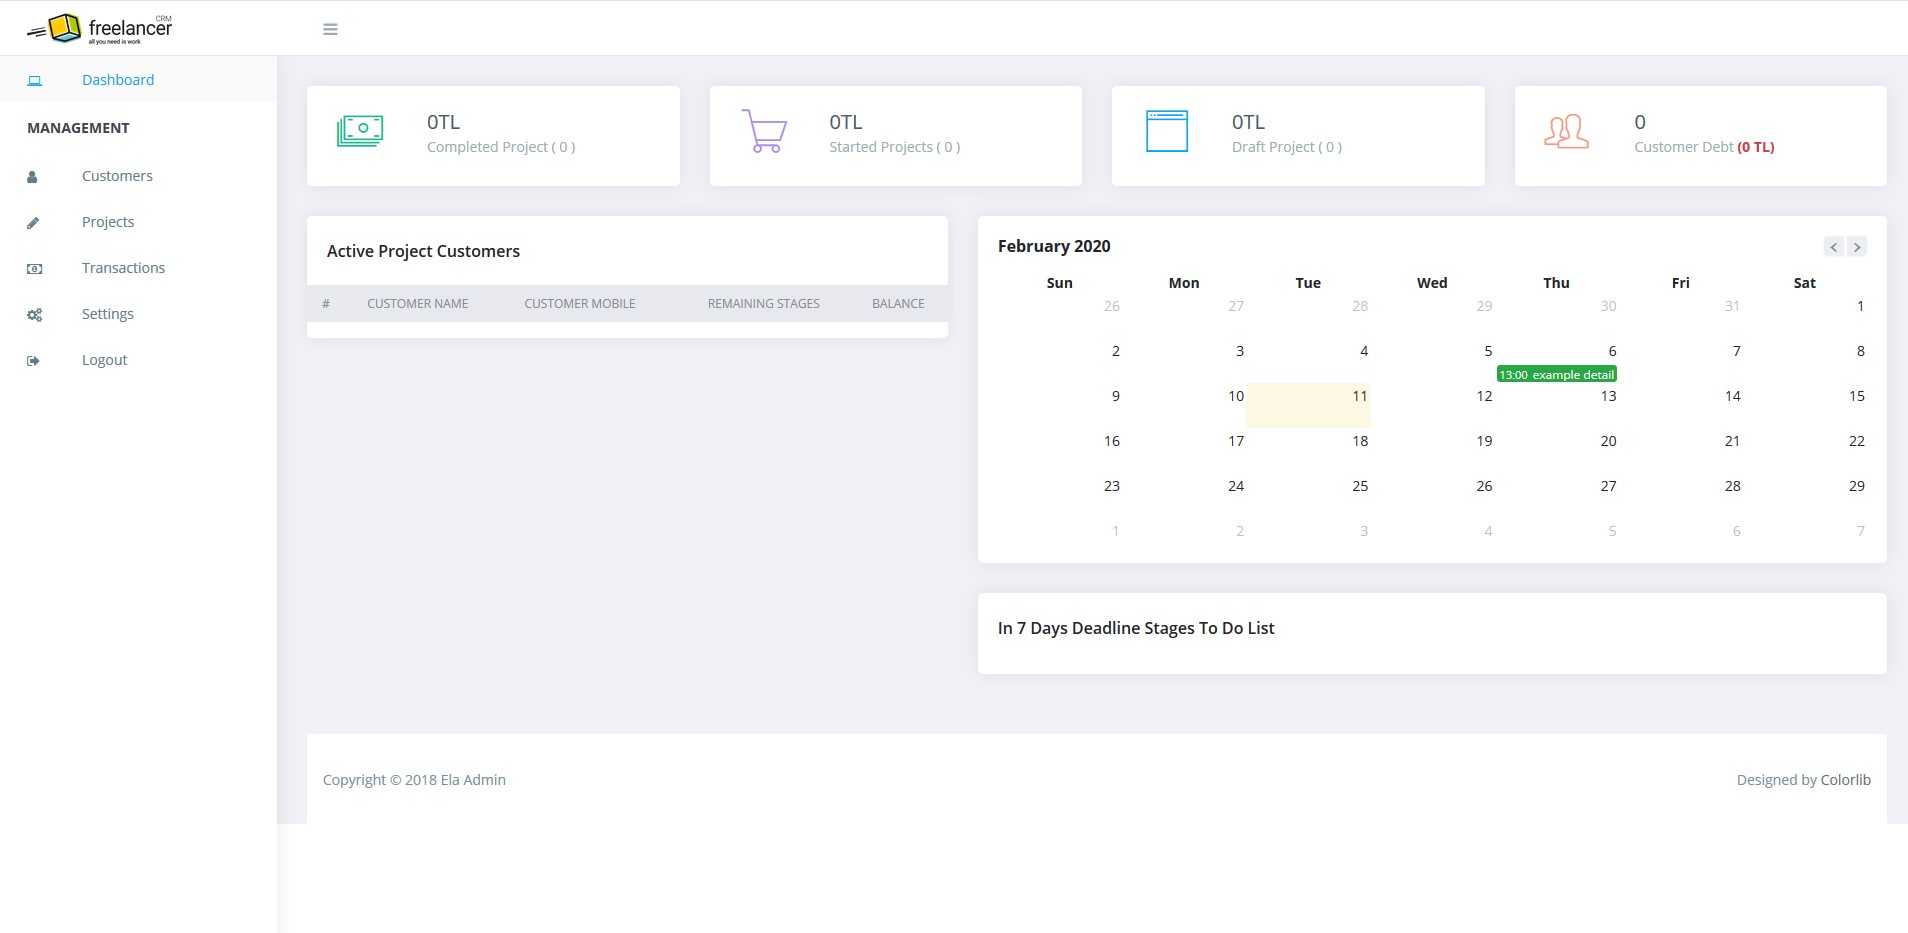 CRM
freelancer
all you need is work
Dashboard
MANAGEMENT
Customers
Projects
Transactions
Settings
Logout
0TL
Completed Project ( 0 )
0TL
Started Projects ( 0 )
0TL
Draft Project ( 0 )
0
Customer Debt (0 TL)
Active Project Customers
# CUSTOMER NAME CUSTOMER MOBILE REMAINING STAGES BALANCE
February 2020
< >
Sun Mon Tue Wed Thu Fri Sat
26 27 28 29 30 31 1
2 3 4 5 6 7 8
13:00 example detail
9 10 11 12 13 14 15
16 17 18 19 20 21 22
23 24 25 26 27 28 29
1 2 3 4 5 6 7
In 7 Days Deadline Stages To Do List
Copyright © 2018 Ela Admin
Designed by Colorlib